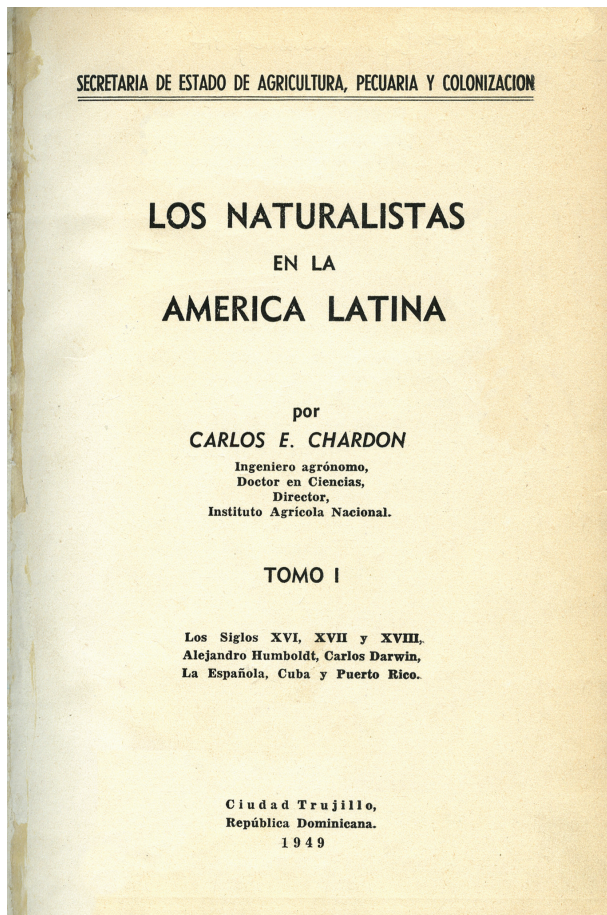 SECRETARIA DE ESTADO DE AGRICULTURA, PECUARIA Y COLONIZACION
LOS NATURALISTAS
EN LA
AMERICA LATINA
por
CARLOS E. CHARDON
Ingeniero agrónomo,
Doctor en Ciencias,
Director,
Instituto Agrícola Nacional.
TOMO I
Los Siglos XVI, XVII y XVIII,
Alejandro Humboldt, Carlos Darwin,
La Española, Cuba y Puerto Rico.
Ciudad Trujillo,
República Dominicana.
1949